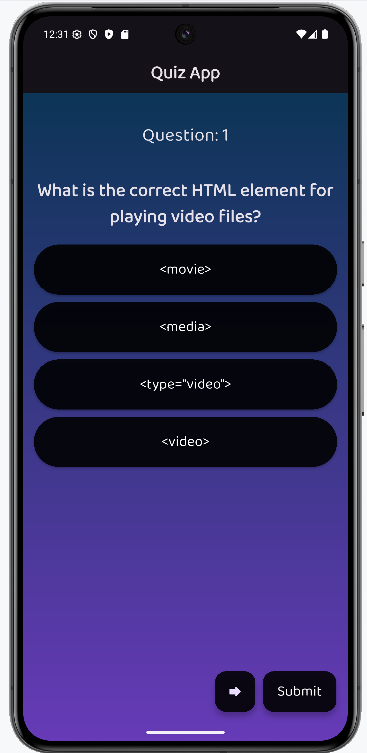 12:31
Quiz App
Question: 1
What is the correct HTML element for
playing video files?
<movie>
<media>
<type="video">
<video>
Submit